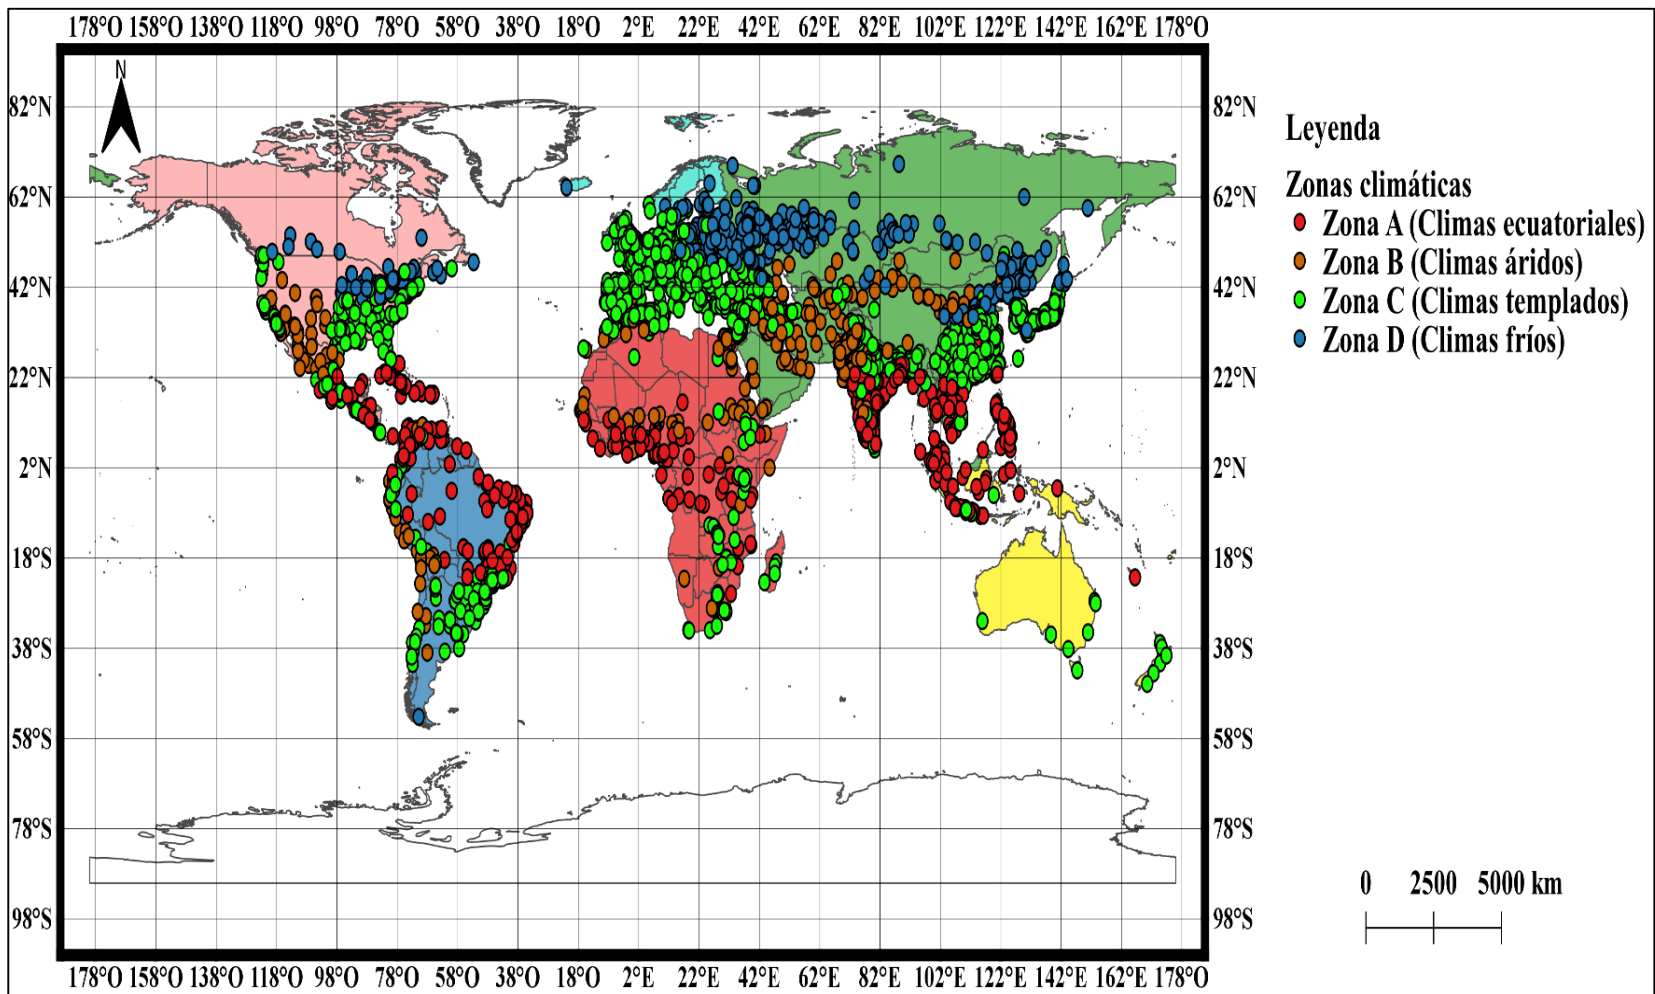 178°O 158°O 138°O 118°O 98°O 78°O 58°O 38°O 18°O 2°E 22°E 42°E 62°E 82°E 102°E 122°E 142°E 162°E 178°O
N
82°N 82°N
62°N 62°N
42°N 42°N
22°N 22°N
2°N 2°N
18°S 18°S
38°S 38°S
58°S 58°S
78°S 78°S
98°S 98°S
178°O 158°O 138°O 118°O 98°O 78°O 58°O 38°O 18°O 2°E 22°E 42°E 62°E 82°E 102°E 122°E 142°E 162°E 178°O
Leyenda
Zonas climáticas
Zona A (Climas ecuatoriales)
Zona B (Climas áridos)
Zona C (Climas templados)
Zona D (Climas fríos)
0 2500 5000 km